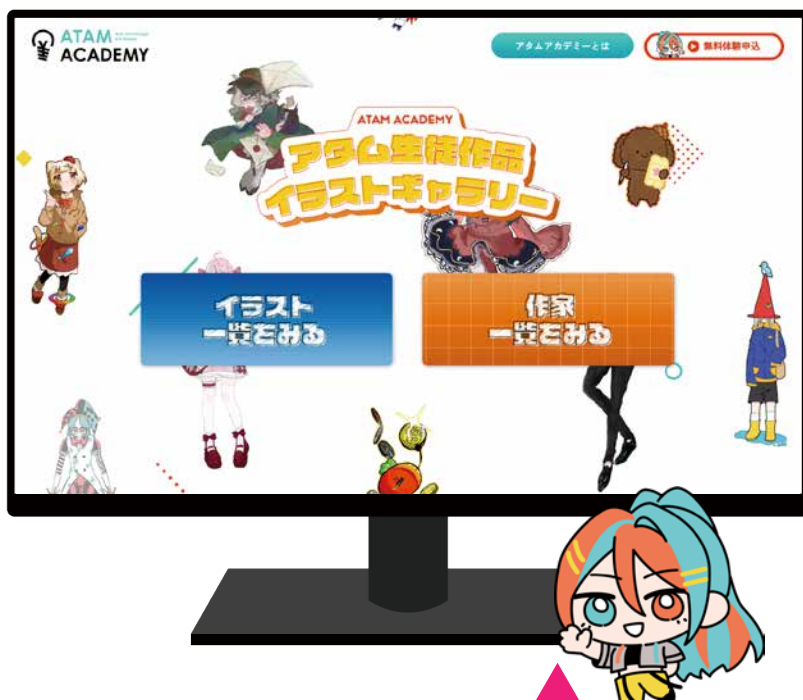 ATAM
ACADEMY
アタムアカデミーとは
無料体験申込
ATAM ACADEMY
アタム生徒作品
イラストギャラリー
イラスト
一覧をみる
作家
一覧をみる